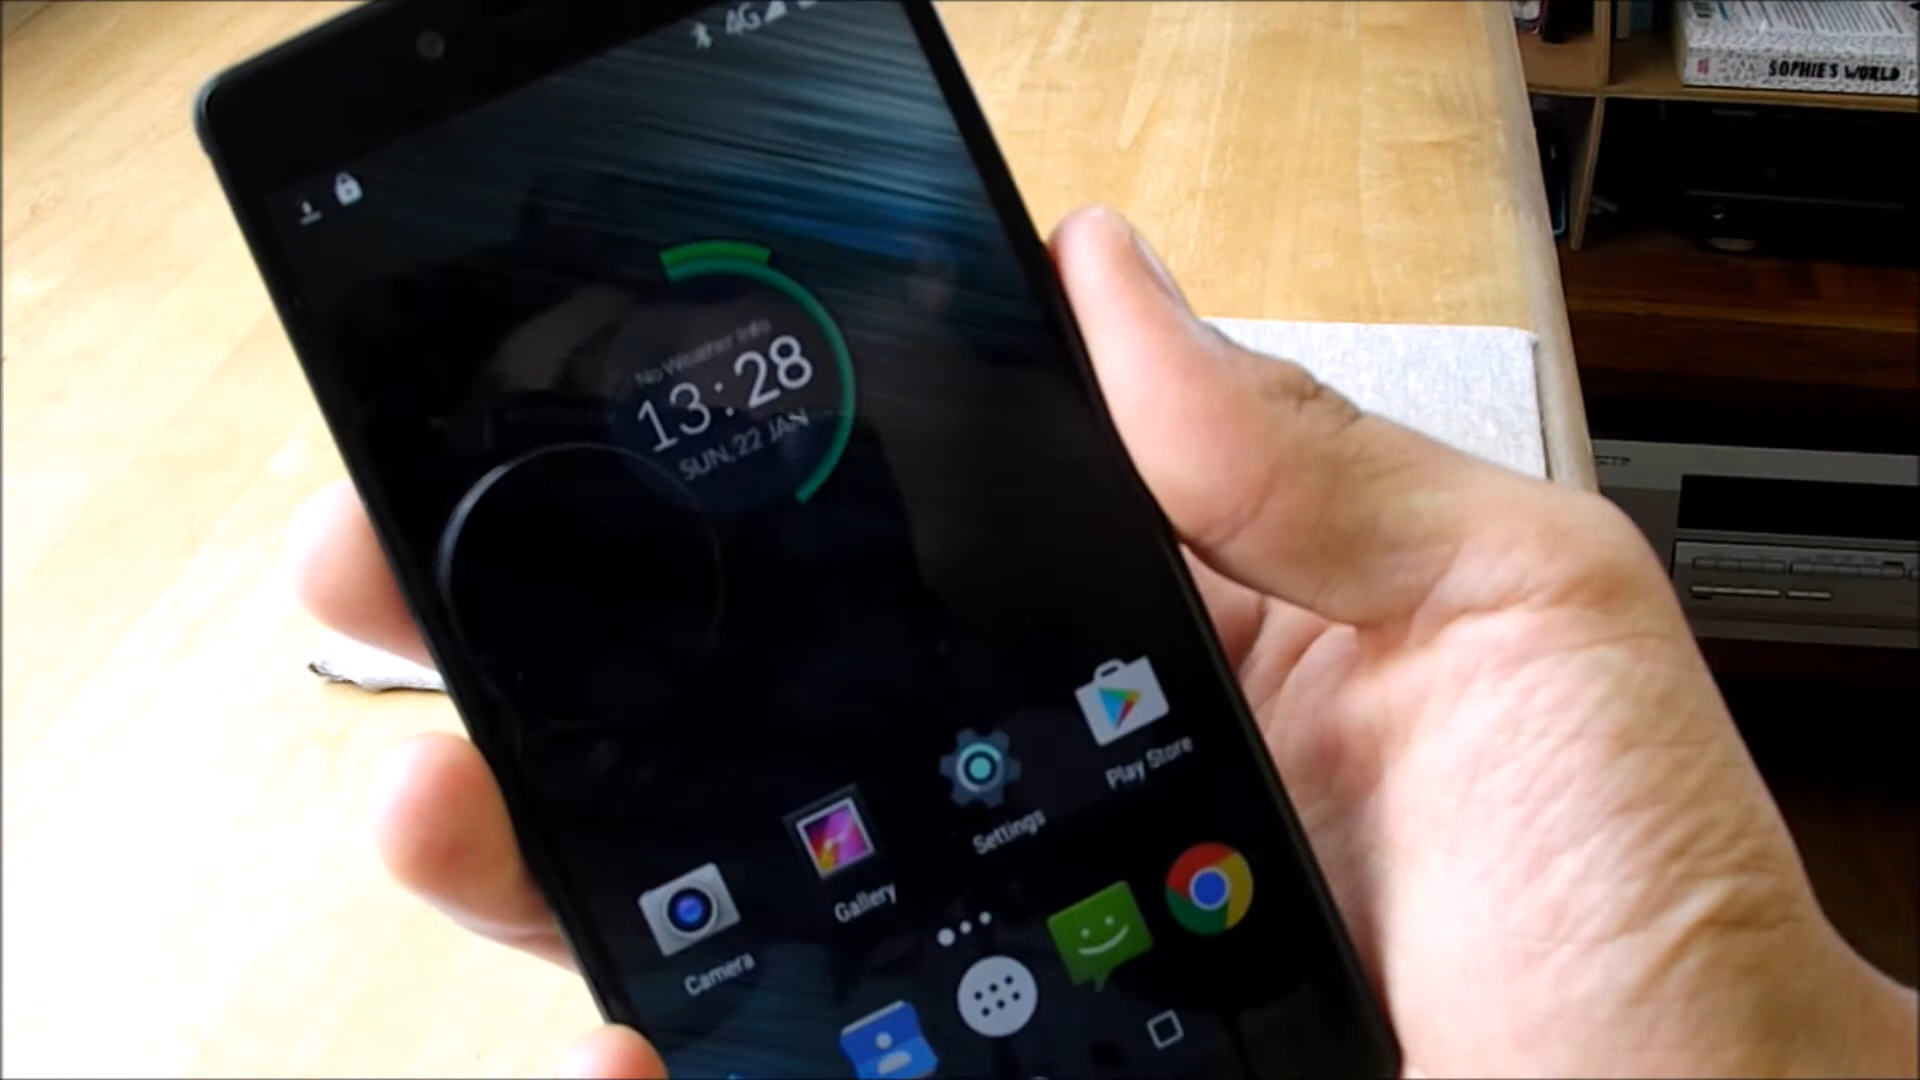 4G
SOPHIE'S WORLD
No Weather Info
13:28
SUN, 22 JAN
Play Store
Settings
Gallery
Camera